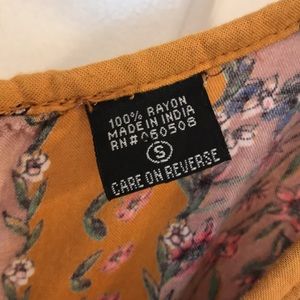 100% RAYON
MADE IN INDIA
RN#
S
CARE ON REVERSE